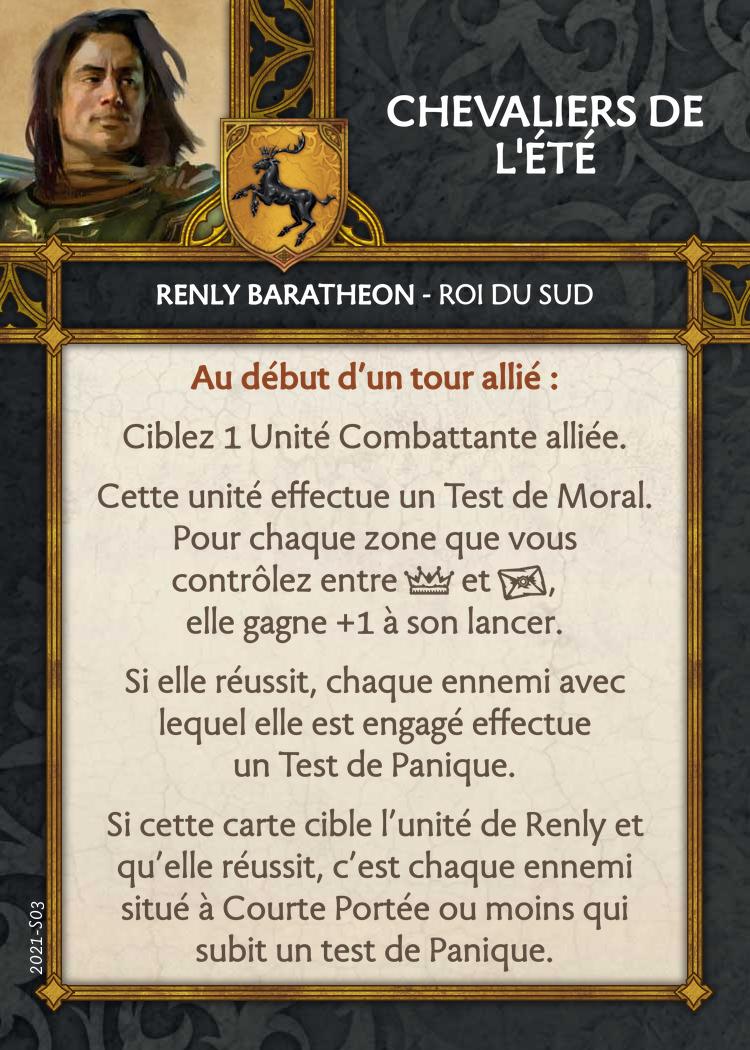 CHEVALIERS DE
L'ÉTÉ
RENLY BARATHEON - ROI DU SUD
Au début d'un tour allié :
Ciblez 1 Unité Combattante alliée.
Cette unité effectue un Test de Moral.
Pour chaque zone que vous
contrôlez entre et ,
elle gagne +1 à son lancer.
Si elle réussit, chaque ennemi avec
lequel elle est engagé effectue
un Test de Panique.
Si cette carte cible l'unité de Renly et
qu'elle réussit, c'est chaque ennemi
situé à Courte Portée ou moins qui
subit un test de Panique.
2021-S03